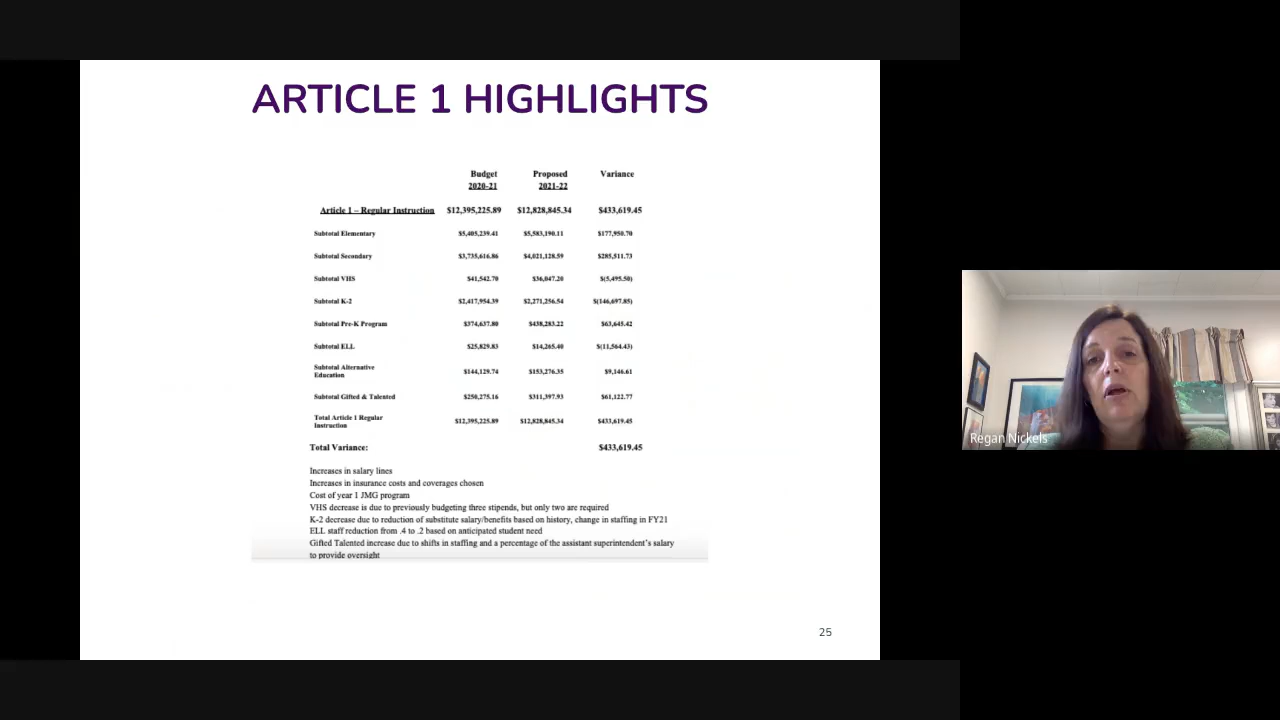 ARTICLE 1 HIGHLIGHTS
Budget Proposed Variance
2020-21 2021-22
Article 1 – Regular Instruction $12,395,225.89 $12,828,845.34 $433,619.45
Subtotal Elementary $5,405,239.41 $5,583,190.11 $177,950.70
Subtotal Secondary $3,735,616.86 $4,021,128.59 $285,511.73
Subtotal VHS $41,542.70 $36,047.20 $(5,495.50)
Subtotal K-2 $2,417,954.39 $2,271,256.54 $(146,697.85)
Subtotal Pre-K Program $374,637.80 $438,283.22 $63,645.42
Subtotal ELL $25,829.83 $14,265.40 $(11,564.43)
Subtotal Alternative
Education $144,129.74 $153,276.35 $9,146.61
Subtotal Gifted & Talented $250,275.16 $311,397.93 $61,122.77
Total Article 1 Regular
Instruction $12,395,225.89 $12,828,845.34 $433,619.45
Total Variance: $433,619.45
Increases in salary lines
Increases in insurance costs and coverages chosen
Cost of year 1 JMG program
VHS decrease is due to previously budgeting three stipends, but only two are required
K-2 decrease due to reduction of substitute salary/benefits based on history, change in staffing in FY21
ELL staff reduction from .4 to .2 based on anticipated student need
Gifted Talented increase due to shifts in staffing and a percentage of the assistant superintendent's salary
to provide oversight
25
Regan Nickels